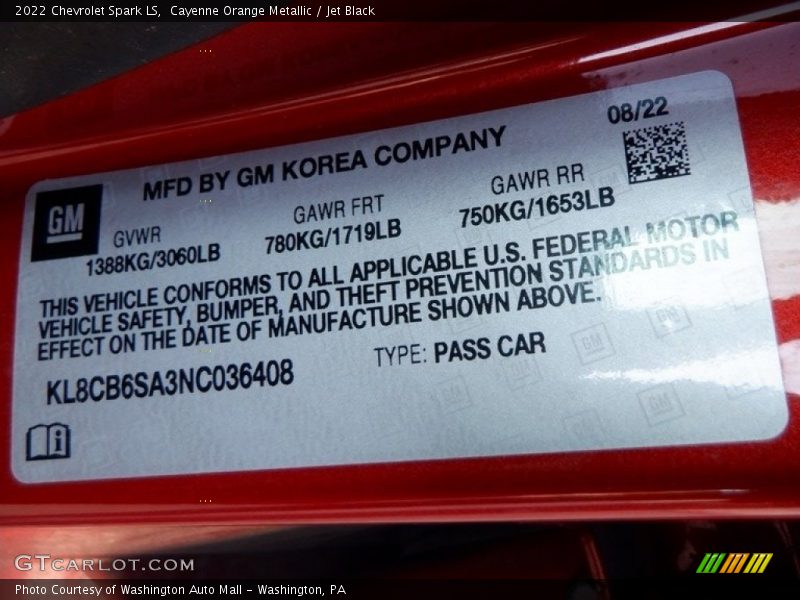 2022 Chevrolet Spark LS, Cayenne Orange Metallic / Jet Black
08/22
MFD BY GM KOREA COMPANY
GM
GVWR
1388KG/3060LB
GAWR FRT
780KG/1719LB
GAWR RR
750KG/1653LB
THIS VEHICLE CONFORMS TO ALL APPLICABLE U.S. FEDERAL MOTOR
VEHICLE SAFETY, BUMPER, AND THEFT PREVENTION STANDARDS IN
EFFECT ON THE DATE OF MANUFACTURE SHOWN ABOVE.
KL8CB6SA3NC036408
TYPE: PASS CAR
GTCARLOT.COM
Photo Courtesy of Washington Auto Mall - Washington, PA